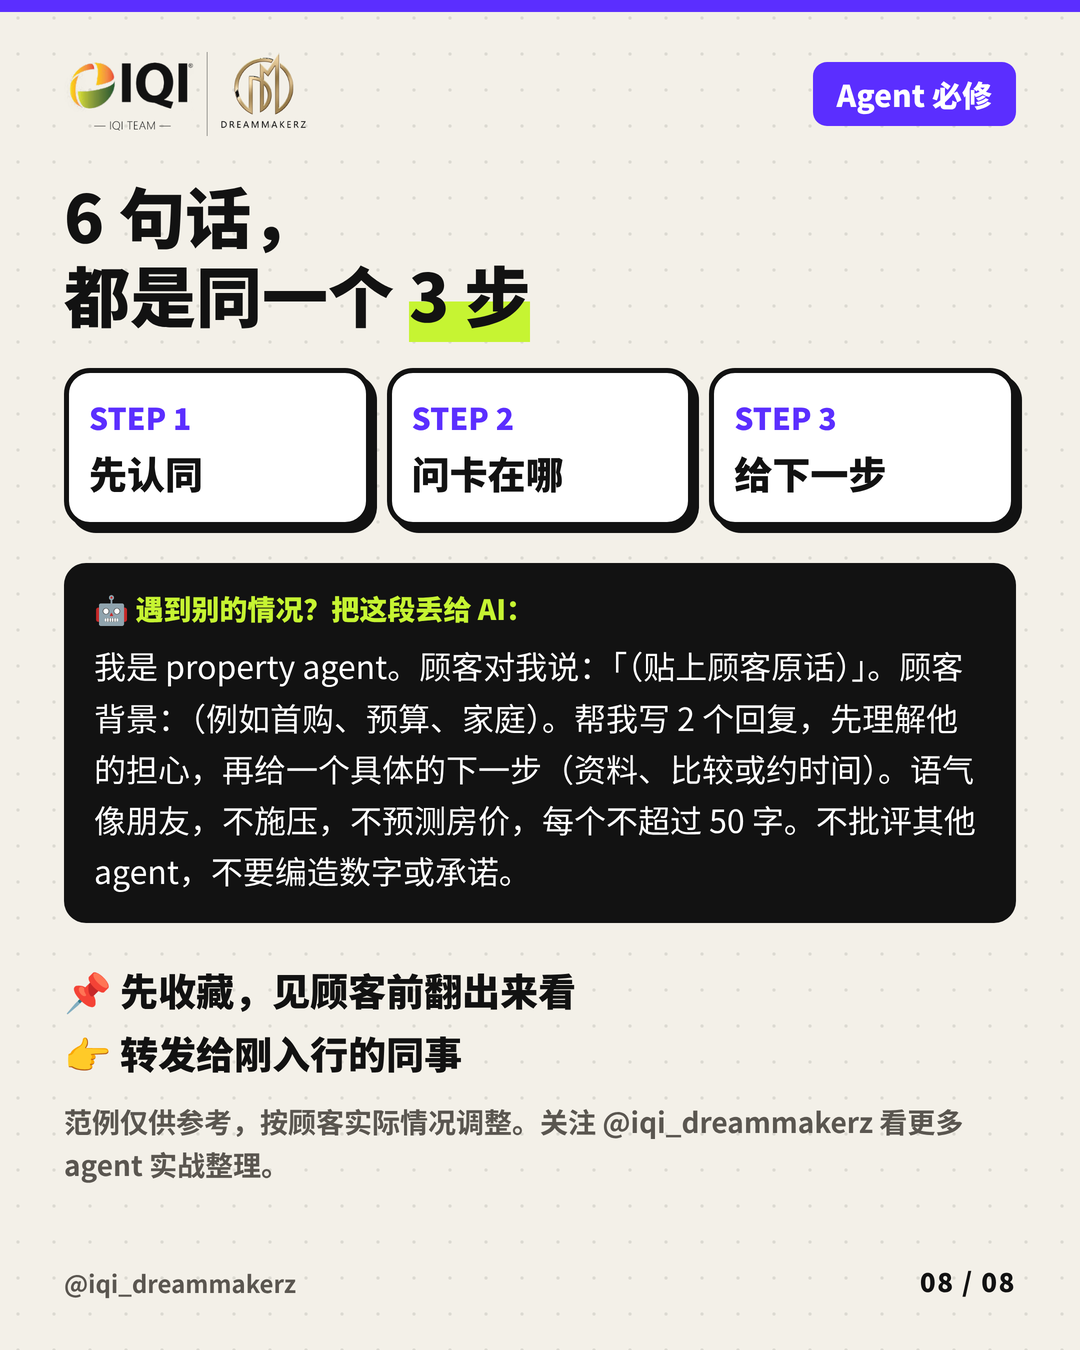 IQI
— IQI TEAM —
DREAMMAKERZ
Agent 必修
6 句话，
都是同一个 3 步
STEP 1
先认同
STEP 2
问卡在哪
STEP 3
给下一步
🤖 遇到别的情况？把这段丢给 AI：
我是 property agent。顾客对我说：「（贴上顾客原话）」。顾客
背景：（例如首购、预算、家庭）。帮我写 2 个回复，先理解他
的担心，再给一个具体的下一步（资料、比较或约时间）。语气
像朋友，不施压，不预测房价，每个不超过 50 字。不批评其他
agent，不要编造数字或承诺。
📌 先收藏，见顾客前翻出来看
👉 转发给刚入行的同事
范例仅供参考，按顾客实际情况调整。关注 @iqi_dreammakerz 看更多
agent 实战整理。
@iqi_dreammakerz
08 / 08